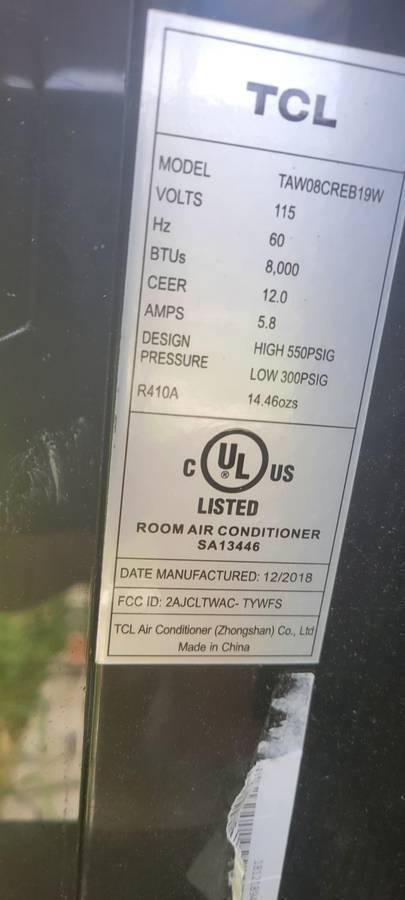 TCL
MODEL TAW08CREB19W
VOLTS 115
Hz 60
BTUs 8,000
CEER 12.0
AMPS 5.8
DESIGN PRESSURE HIGH 550PSIG
LOW 300PSIG
R410A 14.46ozs
C UL ® US
LISTED
ROOM AIR CONDITIONER
SA13446
DATE MANUFACTURED: 12/2018
FCC ID: 2AJCLTWAC- TYWFS
TCL Air Conditioner (Zhongshan) Co., Ltd
Made in China